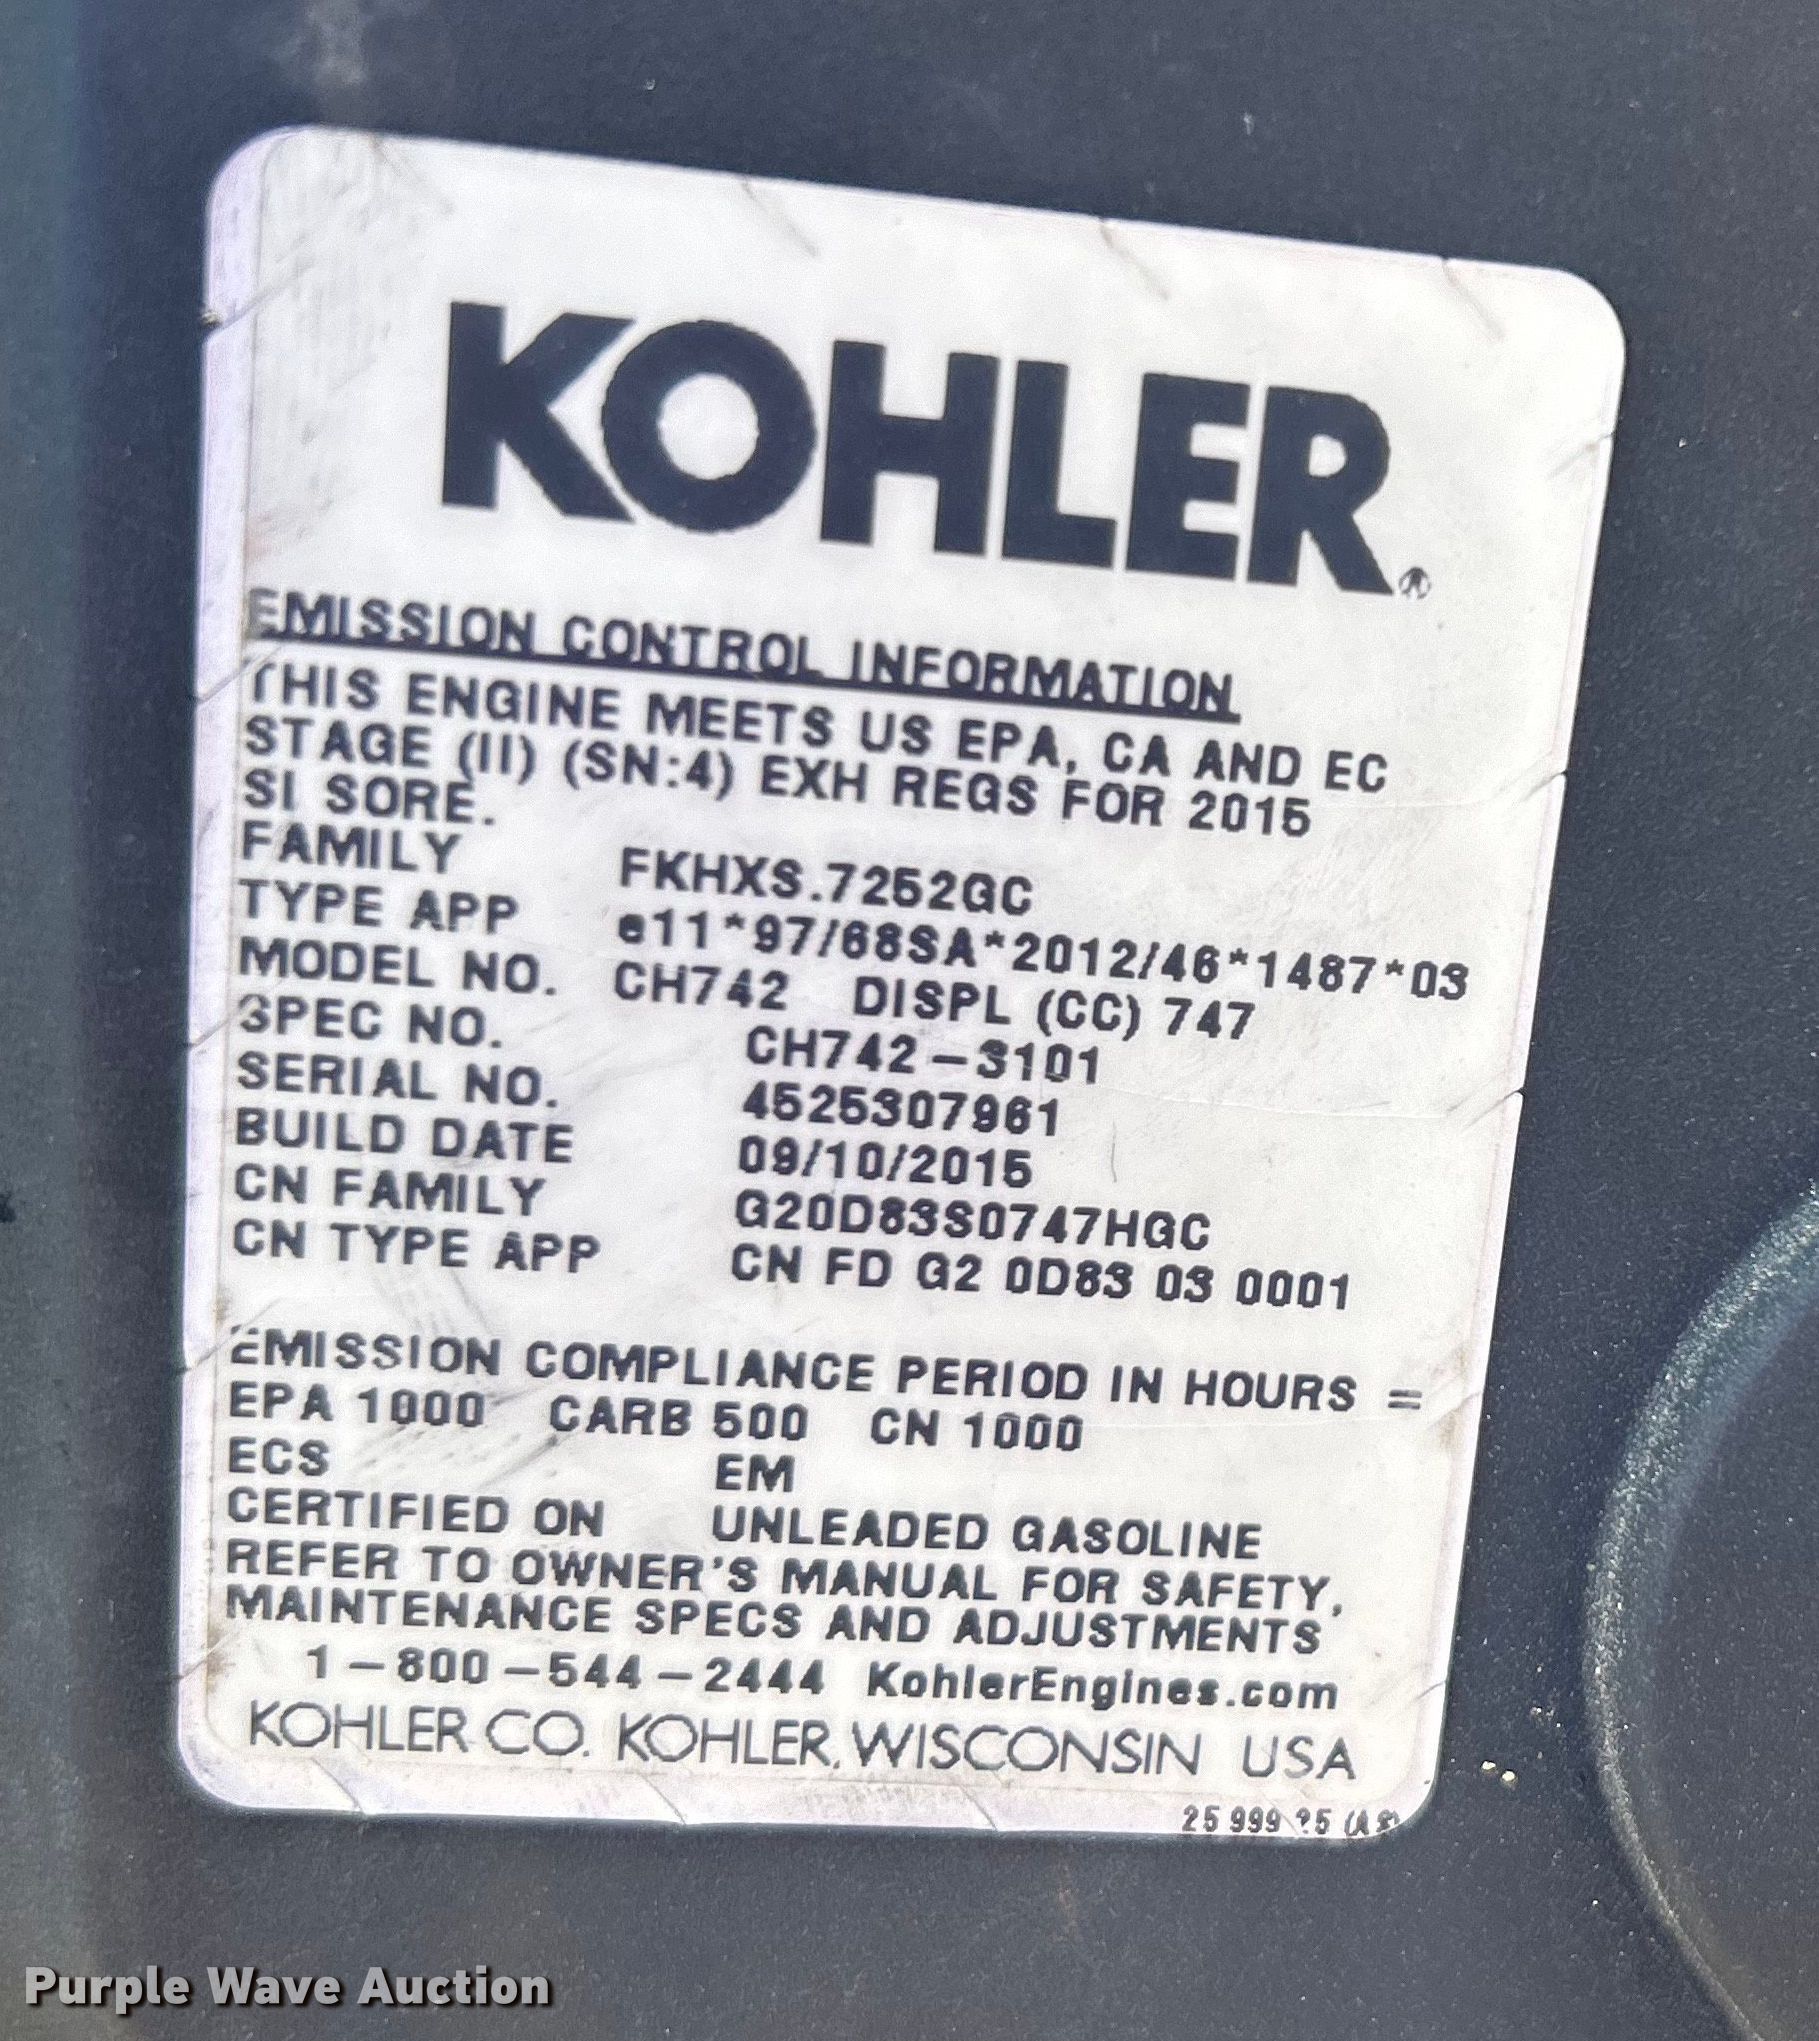 KOHLER®
EMISSION CONTROL INFORMATION
THIS ENGINE MEETS US EPA, CA AND EC
STAGE (II) (SN:4) EXH REGS FOR 2015
SI SORE.
FAMILY FKHXS.7252GC
TYPE APP e11*97/68SA*2012/46*1487*03
MODEL NO. CH742 DISPL (CC) 747
SPEC NO. CH742-3101
SERIAL NO. 4525307961
BUILD DATE 09/10/2015
CN FAMILY G20D83S0747HGC
CN TYPE APP CN FD G2 0D83 03 0001
EMISSION COMPLIANCE PERIOD IN HOURS =
EPA 1000 CARB 500 CN 1000
ECS EM
CERTIFIED ON UNLEADED GASOLINE
REFER TO OWNER'S MANUAL FOR SAFETY,
MAINTENANCE SPECS AND ADJUSTMENTS
1-800-544-2444 KohlerEngines.com
KOHLER CO. KOHLER, WISCONSIN USA
25 999
Purple Wave Auction